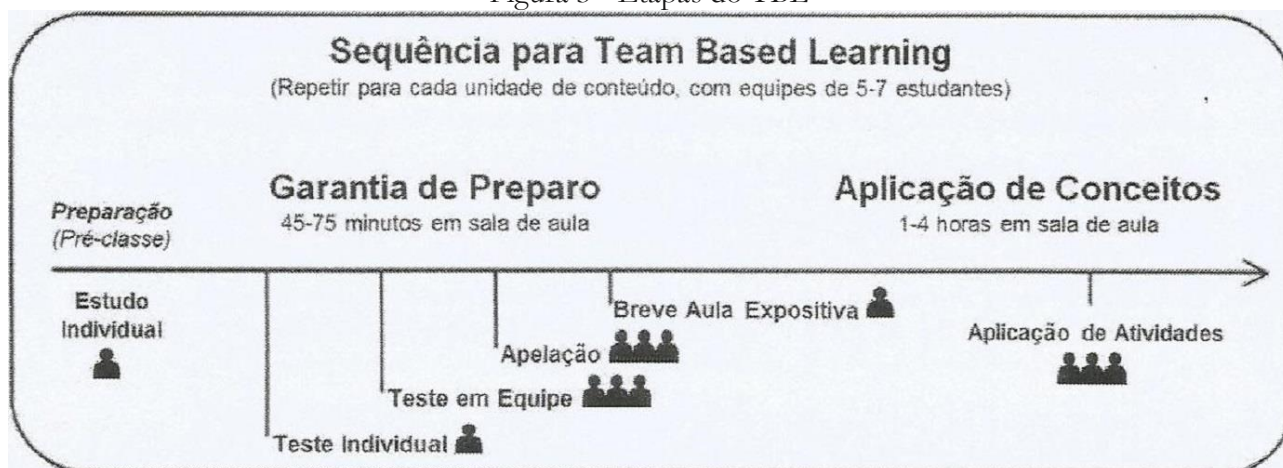 Sequência para Team Based Learning
(Repetir para cada unidade de conteúdo, com equipes de 5-7 estudantes)
Garantia de Preparo
45-75 minutos em sala de aula
Aplicação de Conceitos
1-4 horas em sala de aula
Preparação
(Pré-classe)
Estudo
Individual
Breve Aula Expositiva
Aplicação de Atividades
Apelação
Teste em Equipe
Teste Individual